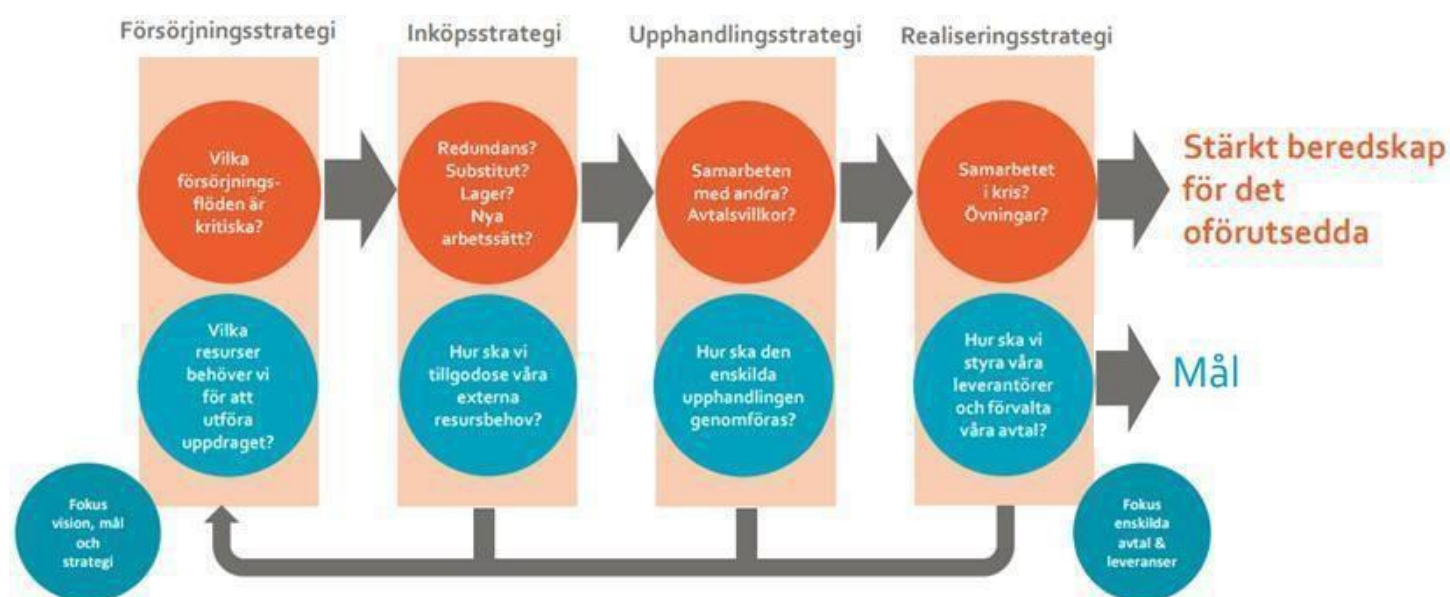 Försörjningsstrategi
Inköpsstrategi
Upphandlingsstrategi
Realiseringsstrategi
Vilka
försörjnings-
flöden är
kritiska?
Redundans?
Substitut?
Lager?
Nya
arbetssätt?
Samarbeten
med andra?
Avtalsvillkor?
Samarbetet
i kris?
Övningar?
Stärkt beredskap
för det
oförutsedda
Vilka
resurser
behöver vi
för att
utföra
uppdraget?
Hur ska vi
tillgodose våra
externa
resursbehov?
Hur ska den
enskilda
upphandlingen
genomföras?
Hur ska vi
styra våra
leverantörer
och förvalta
våra avtal?
Mål
Fokus
vision, mål
och
strategi
Fokus
enskilda
avtal &
leveranser